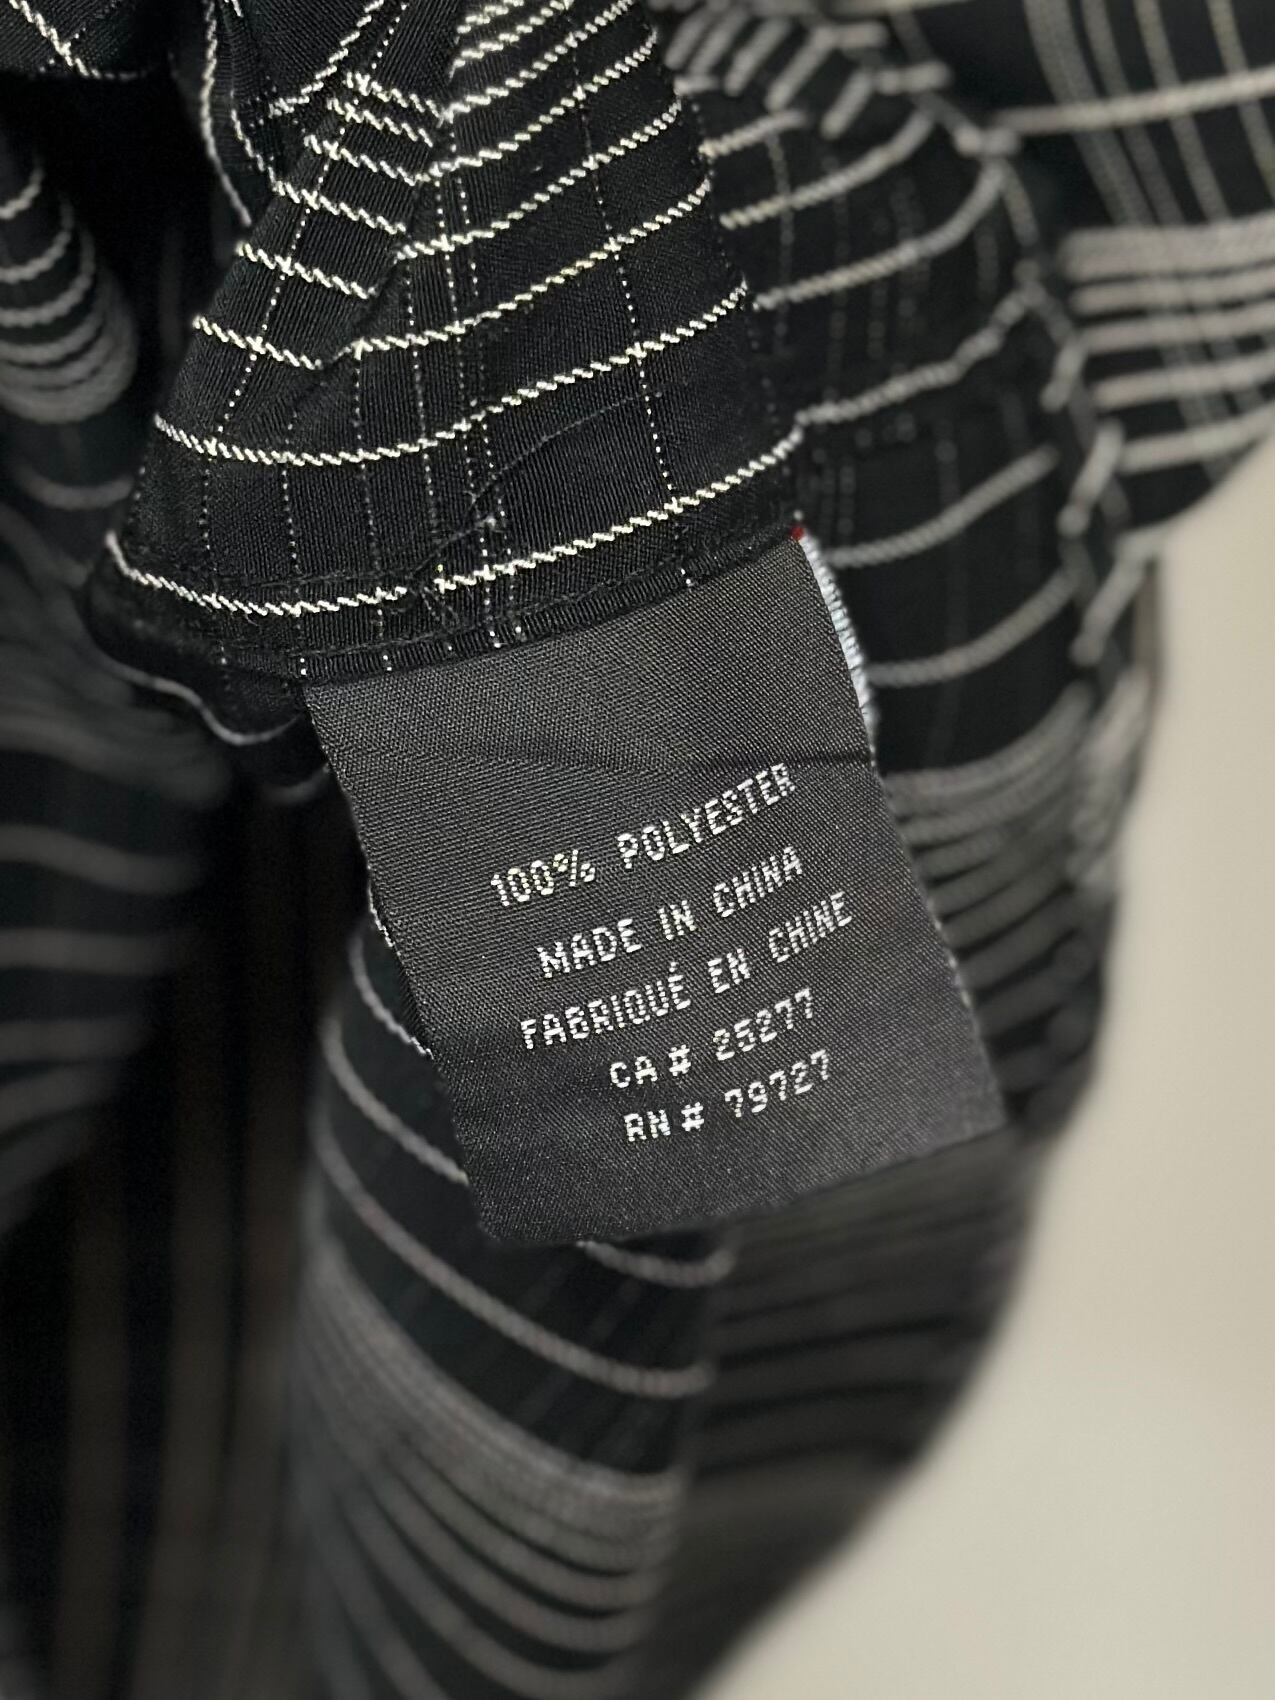 100% POLYESTER
MADE IN CHINA
FABRIQUÉ EN CHINE
CA# 25277
RN# 79727